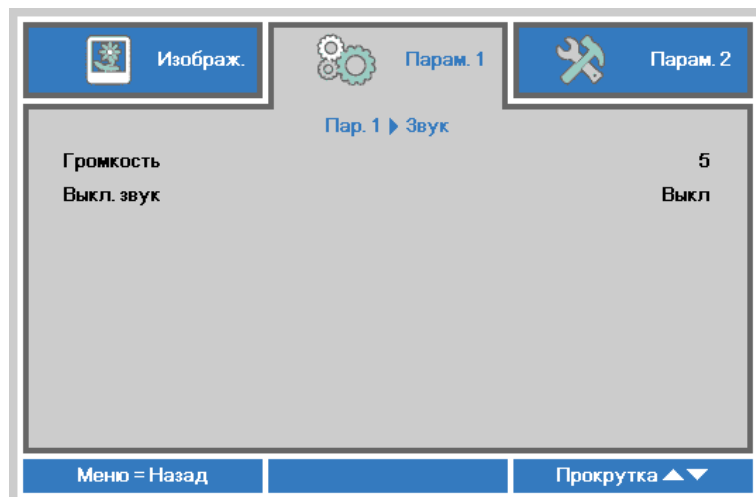 Изображ. Парам. 1 Парам. 2
Пар. 1 Звук
Громкость 5
Выкл. звук Выкл
Меню = Назад Прокрутка